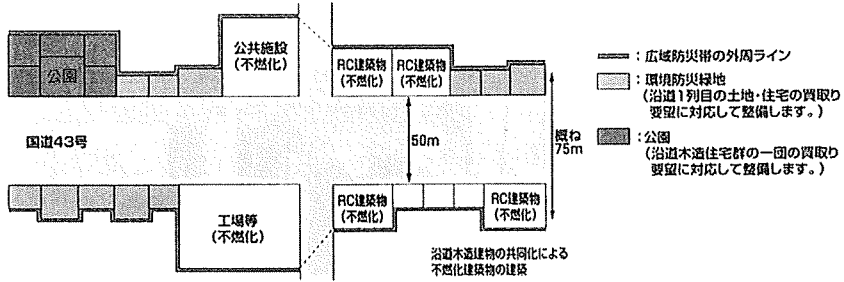 公共施設
(不燃化)
RC建築物
(不燃化)
RC建築物
(不燃化)
公園
国道43号
50m
概ね
75m
工場等
(不燃化)
RC建築物
(不燃化)
RC建築物
(不燃化)
沿道木造建物の共同化による
不燃化建築物の建築
:広域防災帯の外周ライン
:環境防災緑地
(沿道1列目の土地・住宅の買取り
要望に対応して整備します。)
:公園
(沿道木造住宅群の一団の買取り
要望に対応して整備します。)